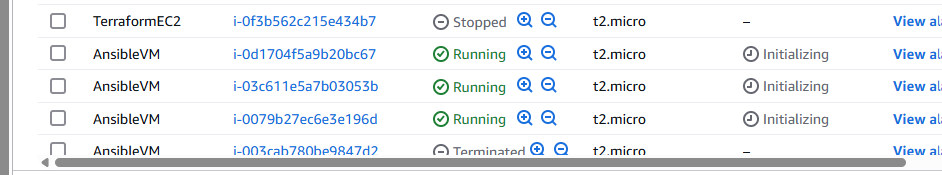 TerraformEC2 i-0f3b562c215e434b7 Stopped t2.micro – View al
AnsibleVM i-0d1704f5a9b20bc67 Running t2.micro Initializing View al
AnsibleVM i-03c611e5a7b03053b Running t2.micro Initializing View al
AnsibleVM i-0079b27ec6e3e196d Running t2.micro Initializing View al
AnsibleVM i-003cab780be9847d2 Terminated t2.micro – View al